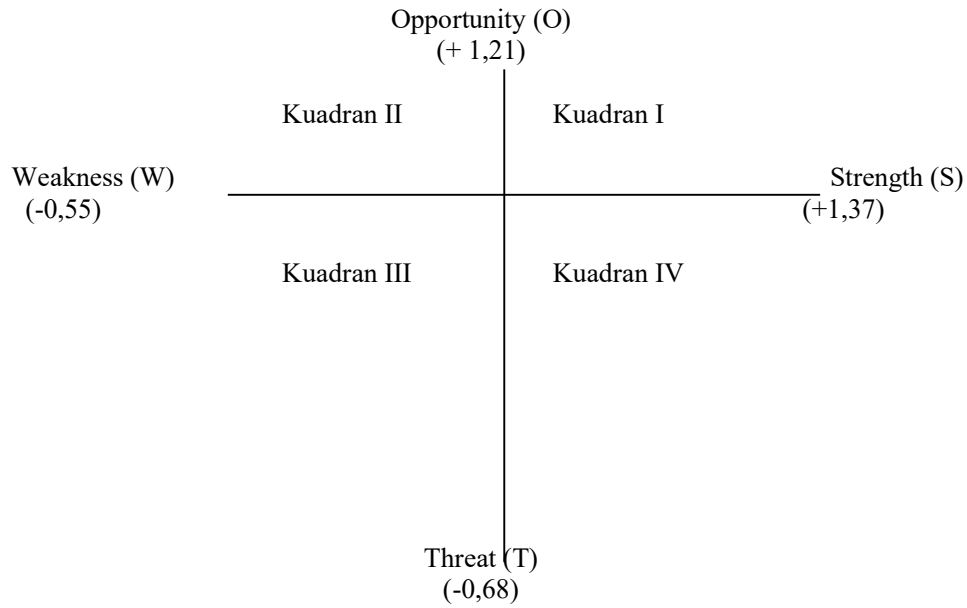 Opportunity (O)
(+ 1,21)
Kuadran II
Kuadran I
Weakness (W)
(-0,55)
Strength (S)
(+1,37)
Kuadran III
Kuadran IV
Threat (T)
(-0,68)